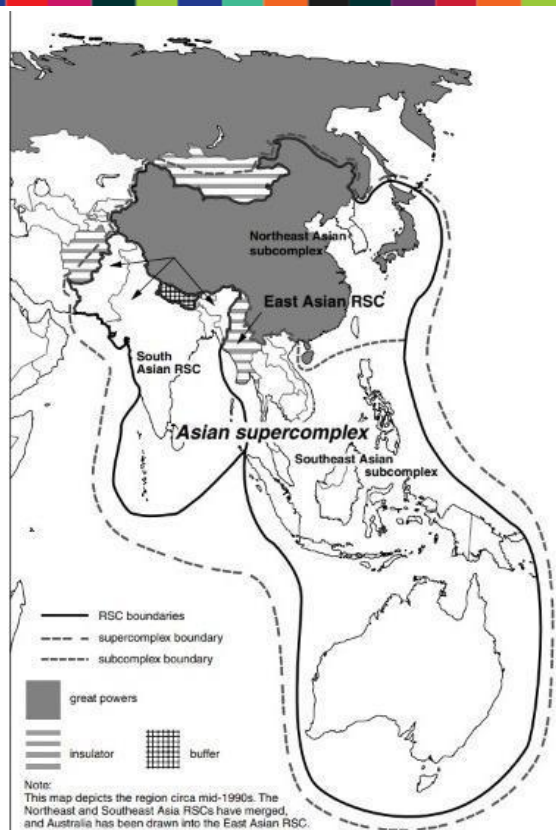 Northeast Asian
subcomplex
East Asian RSC
South
Asian RSC
Asian supercomplex
Southeast Asian
subcomplex
RSC boundaries
supercomplex boundary
subcomplex boundary
great powers
insulator
buffer
Note:
This map depicts the region circa mid-1990s. The
Northeast and Southeast Asia RSCs have merged,
and Australia has been drawn into the East Asian RSC.